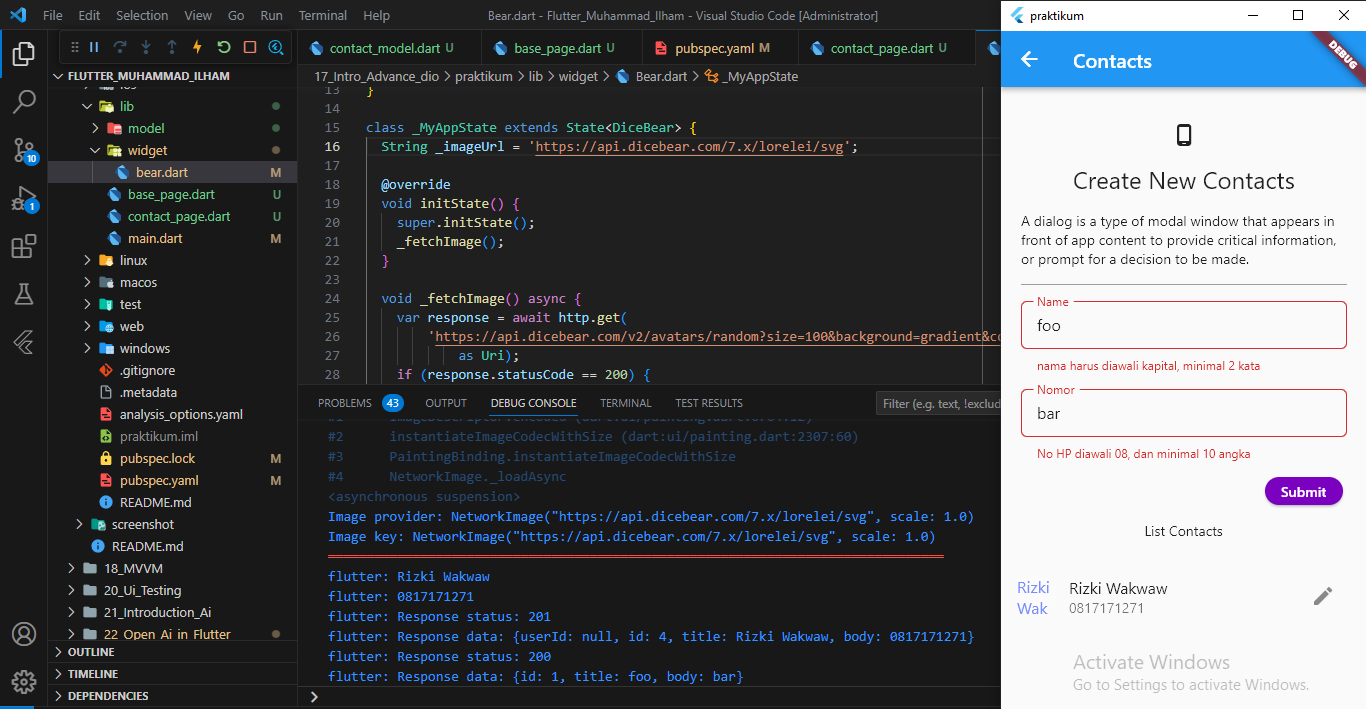 File Edit Selection View Go Run Terminal Help
Bear.dart - Flutter_Muhammad_Ilham - Visual Studio Code [Administrator]
contact_model.dart U
base_page.dart U
pubspec.yaml M
contact_page.dart U
FLUTTER_MUHAMMAD_ILHAM
lib
model
widget
bear.dart M
base_page.dart U
contact_page.dart U
main.dart M
linux
macos
test
web
windows
.gitignore
.metadata
analysis_options.yaml
praktikum.iml
pubspec.lock M
pubspec.yaml M
README.md
screenshot
README.md
18_MVVM
20_Ui_Testing
21_Introduction_Ai
22_Open_Ai_in_Flutter
OUTLINE
TIMELINE
DEPENDENCIES
10
1
17_Intro_Advance_dio > praktikum > lib > widget > Bear.dart > _MyAppState
13 }
14
15 class _MyAppState extends State<DiceBear> {
16 String _imageUrl = 'https://api.dicebear.com/7.x/lorelei/svg';
17
18 @override
19 void initState() {
20 super.initState();
21 _fetchImage();
22 }
23
24 void _fetchImage() async {
25 var response = await http.get(
26 'https://api.dicebear.com/v2/avatars/random?size=100&background=gradient&co
27 as Uri);
28 if (response.statusCode == 200) {
PROBLEMS 43 OUTPUT DEBUG CONSOLE TERMINAL TEST RESULTS
Filter (e.g. text, !exclud
#2 instantiateImageCodecWithSize (dart:ui/painting.dart:2307:60)
#3 PaintingBinding.instantiateImageCodecWithSize
#4 NetworkImage._loadAsync
<asynchronous suspension>
Image provider: NetworkImage("https://api.dicebear.com/7.x/lorelei/svg", scale: 1.0)
Image key: NetworkImage("https://api.dicebear.com/7.x/lorelei/svg", scale: 1.0)
flutter: Rizki Wakwaw
flutter: 0817171271
flutter: Response status: 201
flutter: Response data: {userId: null, id: 4, title: Rizki Wakwaw, body: 0817171271}
flutter: Response status: 200
flutter: Response data: {id: 1, title: foo, body: bar}
praktikum
Contacts
DEBUG
Create New Contacts
A dialog is a type of modal window that appears in
front of app content to provide critical information,
or prompt for a decision to be made.
Name
foo
nama harus diawali kapital, minimal 2 kata
Nomor
bar
No HP diawali 08, dan minimal 10 angka
Submit
List Contacts
Rizki
Wak
Rizki Wakwaw
0817171271
Activate Windows
Go to Settings to activate Windows.